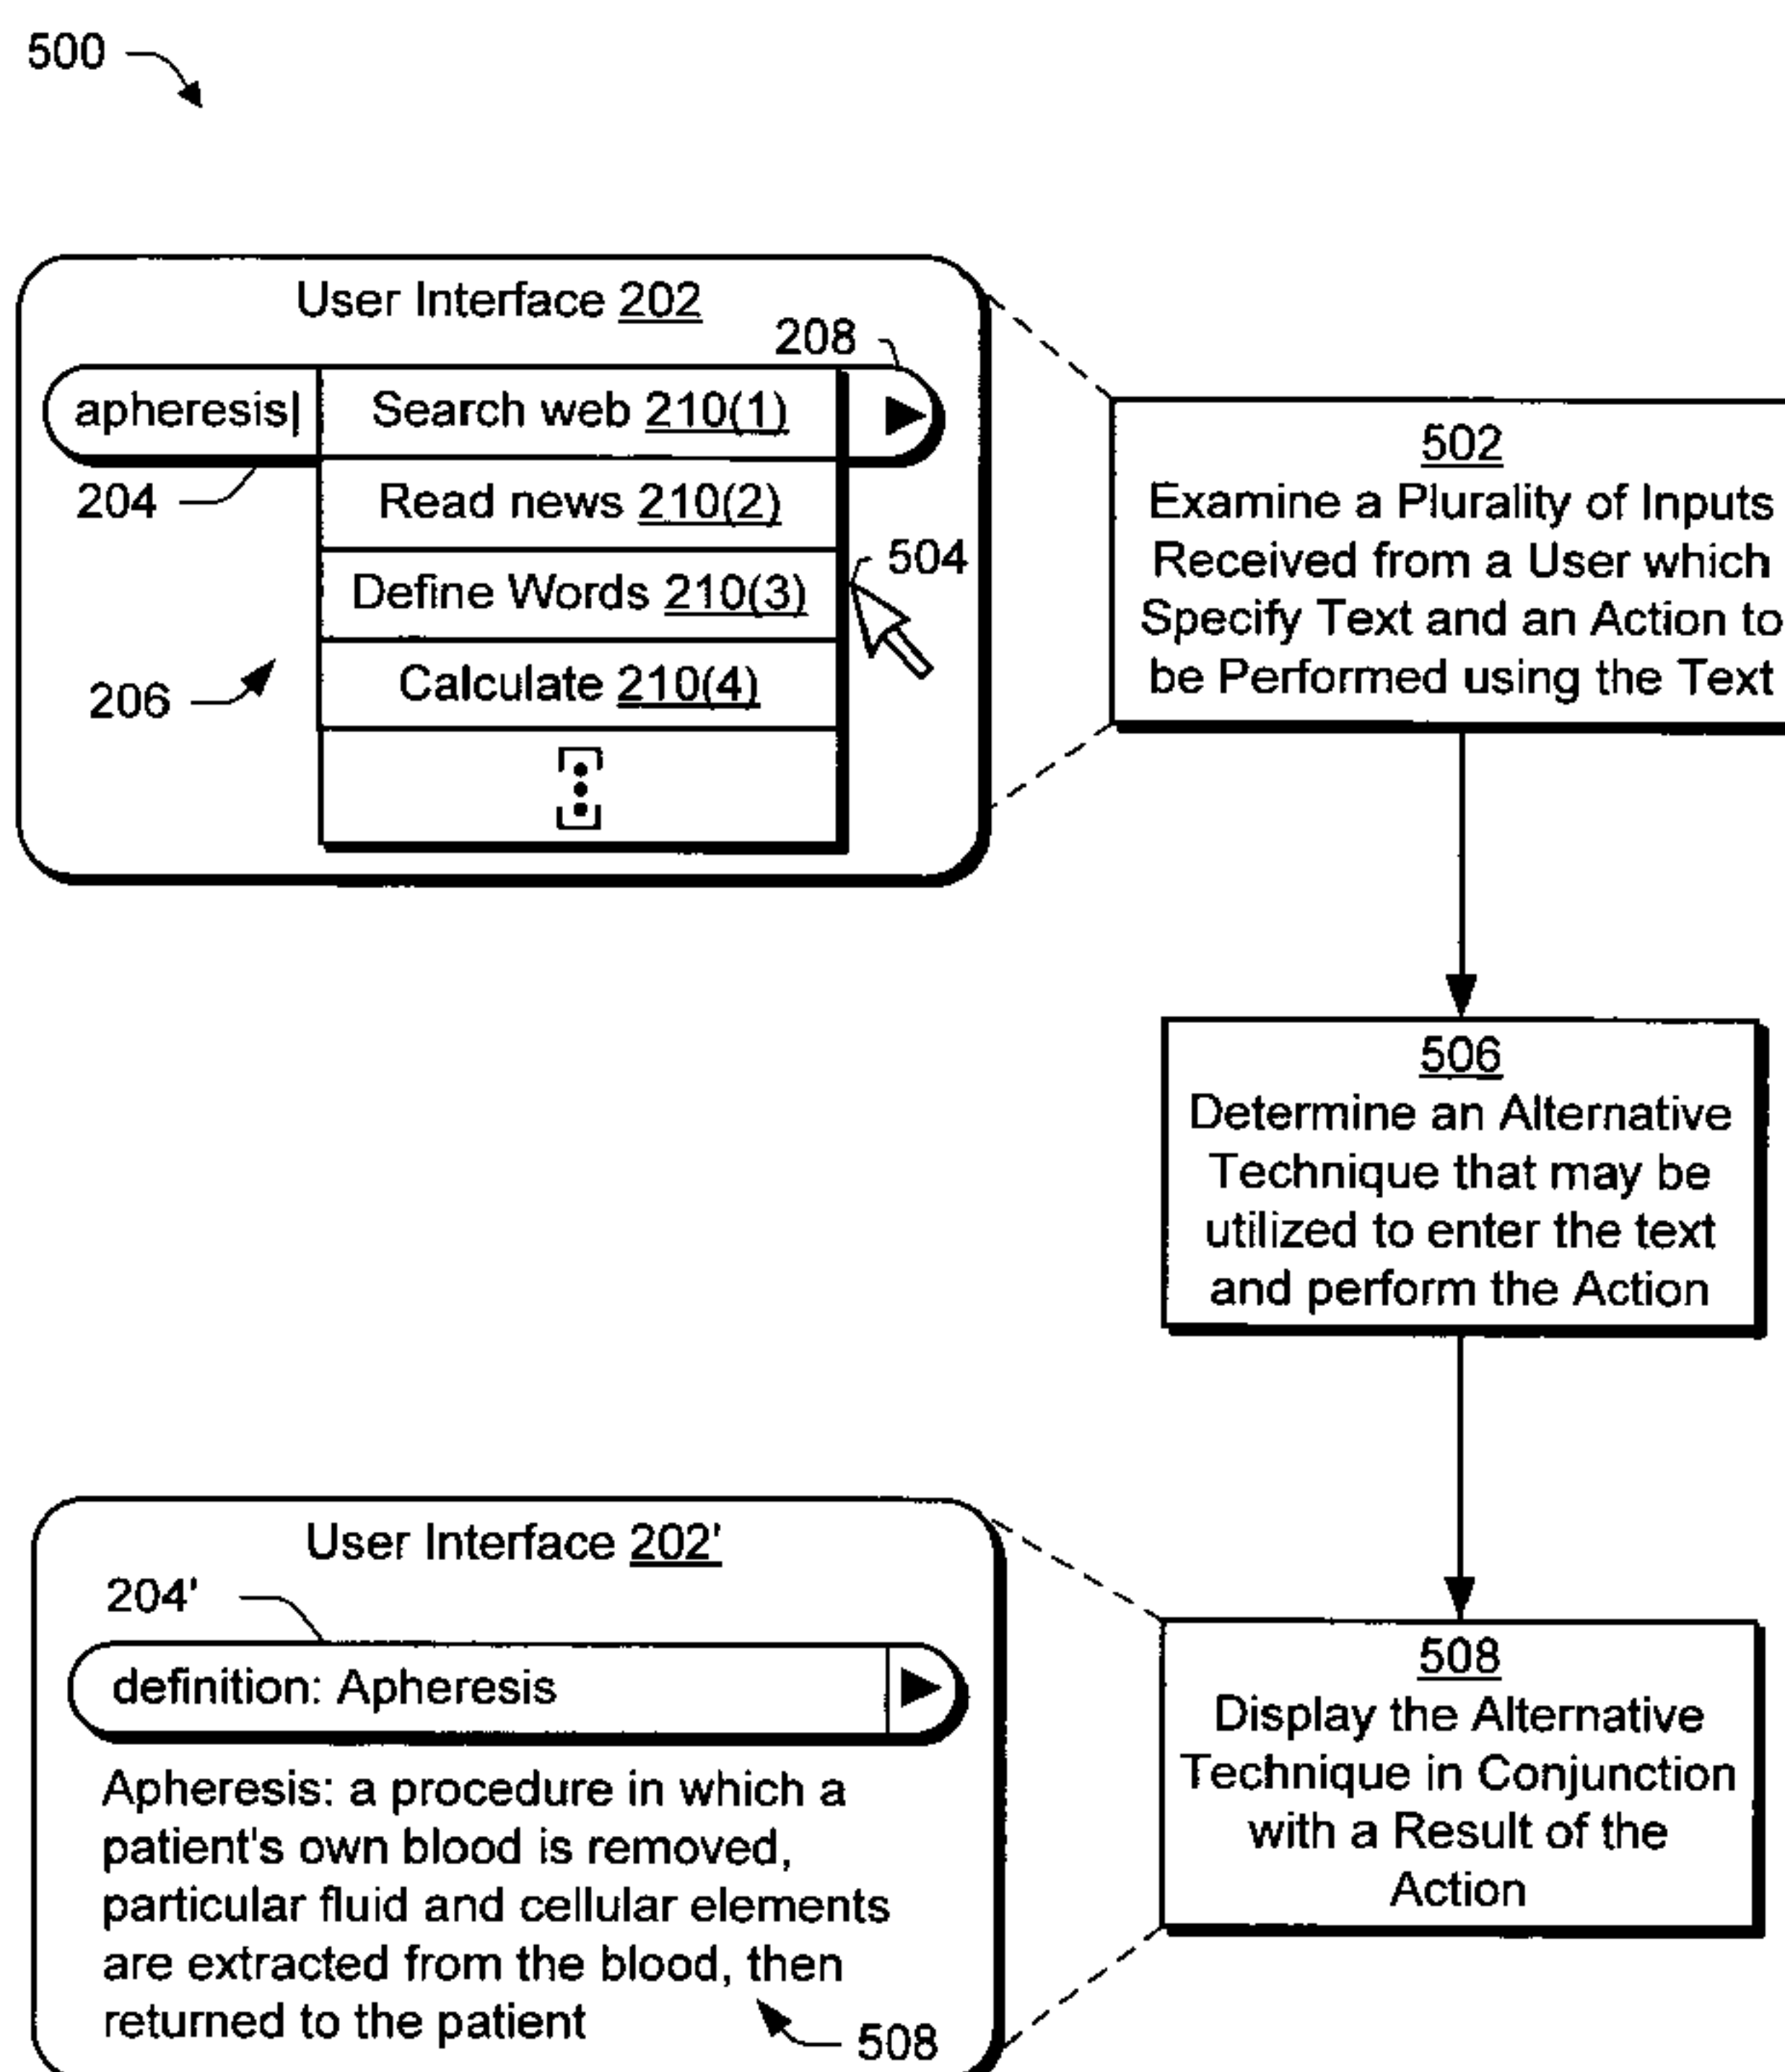 500
User Interface 202
208
apheresis
Search web 210(1)
204
Read news 210(2)
504
Define Words 210(3)
206
Calculate 210(4)
502
Examine a Plurality of Inputs
Received from a User which
Specify Text and an Action to
be Performed using the Text
506
Determine an Alternative
Technique that may be
utilized to enter the text
and perform the Action
User Interface 202'
204'
definition: Apheresis
Apheresis: a procedure in which a
patient's own blood is removed,
particular fluid and cellular elements
are extracted from the blood, then
returned to the patient
508
508
Display the Alternative
Technique in Conjunction
with a Result of the
Action